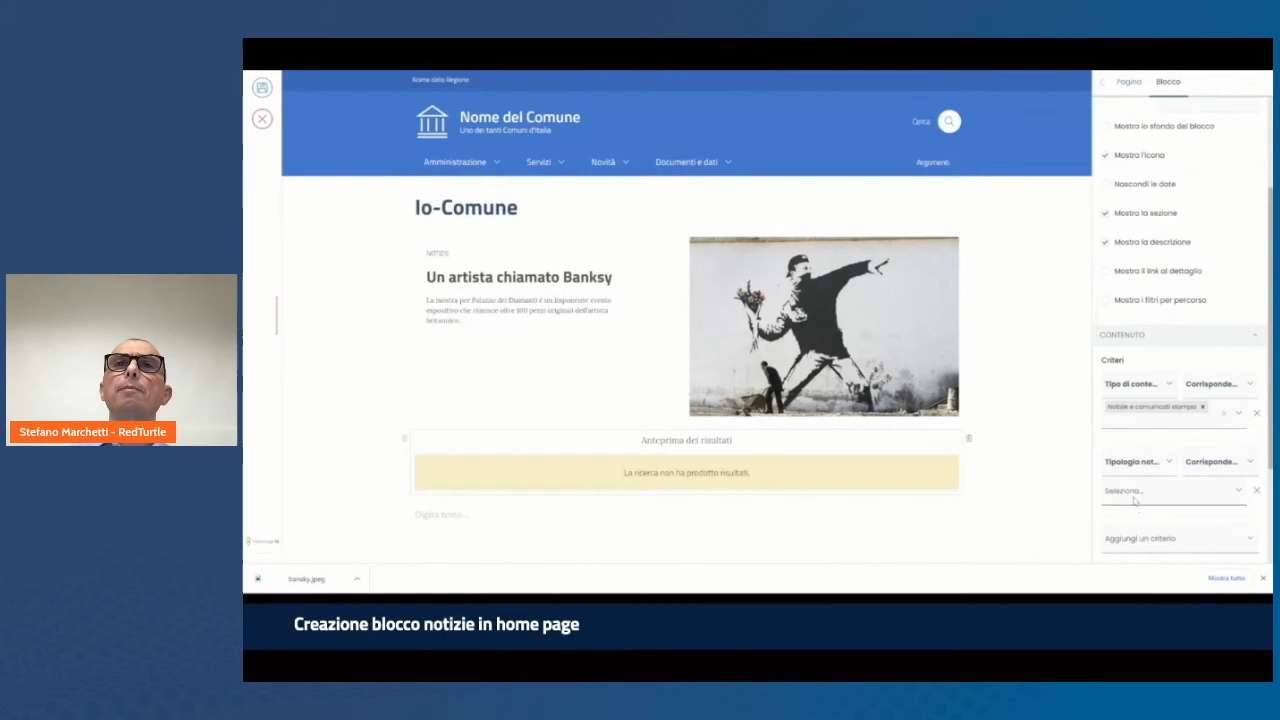 Nome della Regione
Nome del Comune
Uno dei tanti Comuni d'Italia
Cerca
Amministrazione
Servizi
Novità
Documenti e dati
Argomenti
Io-Comune
NOTIZIE
Un artista chiamato Banksy
La mostra per Palazzo dei Diamanti è un imponente evento
espositivo che riunisce oltre 100 pezzi originali dell'artista
britannico.
Anteprima dei risultati
La ricerca non ha prodotto risultati.
Digita testo...
Pagina
Blocco
Mostra lo sfondo del blocco
Mostra l'icona
Nascondi le date
Mostra la sezione
Mostra la descrizione
Mostra il link al dettaglio
Mostra i filtri per percorso
CONTENUTO
Criteri
Tipo di conte...
Corrisponde...
Notizie e comunicati stampa
Tipologia not...
Corrisponde...
Seleziona...
Aggiungi un criterio
bansky.jpeg
Mostra tutto
Stefano Marchetti - RedTurtle
Creazione blocco notizie in home page